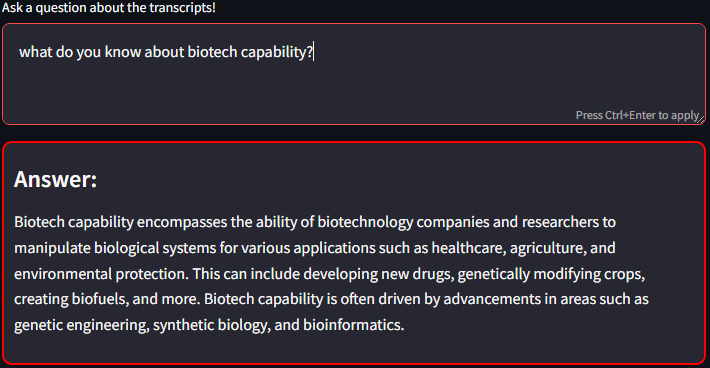 Ask a question about the transcripts!
what do you know about biotech capability?
Press Ctrl+Enter to apply
Answer:
Biotech capability encompasses the ability of biotechnology companies and researchers to
manipulate biological systems for various applications such as healthcare, agriculture, and
environmental protection. This can include developing new drugs, genetically modifying crops,
creating biofuels, and more. Biotech capability is often driven by advancements in areas such as
genetic engineering, synthetic biology, and bioinformatics.